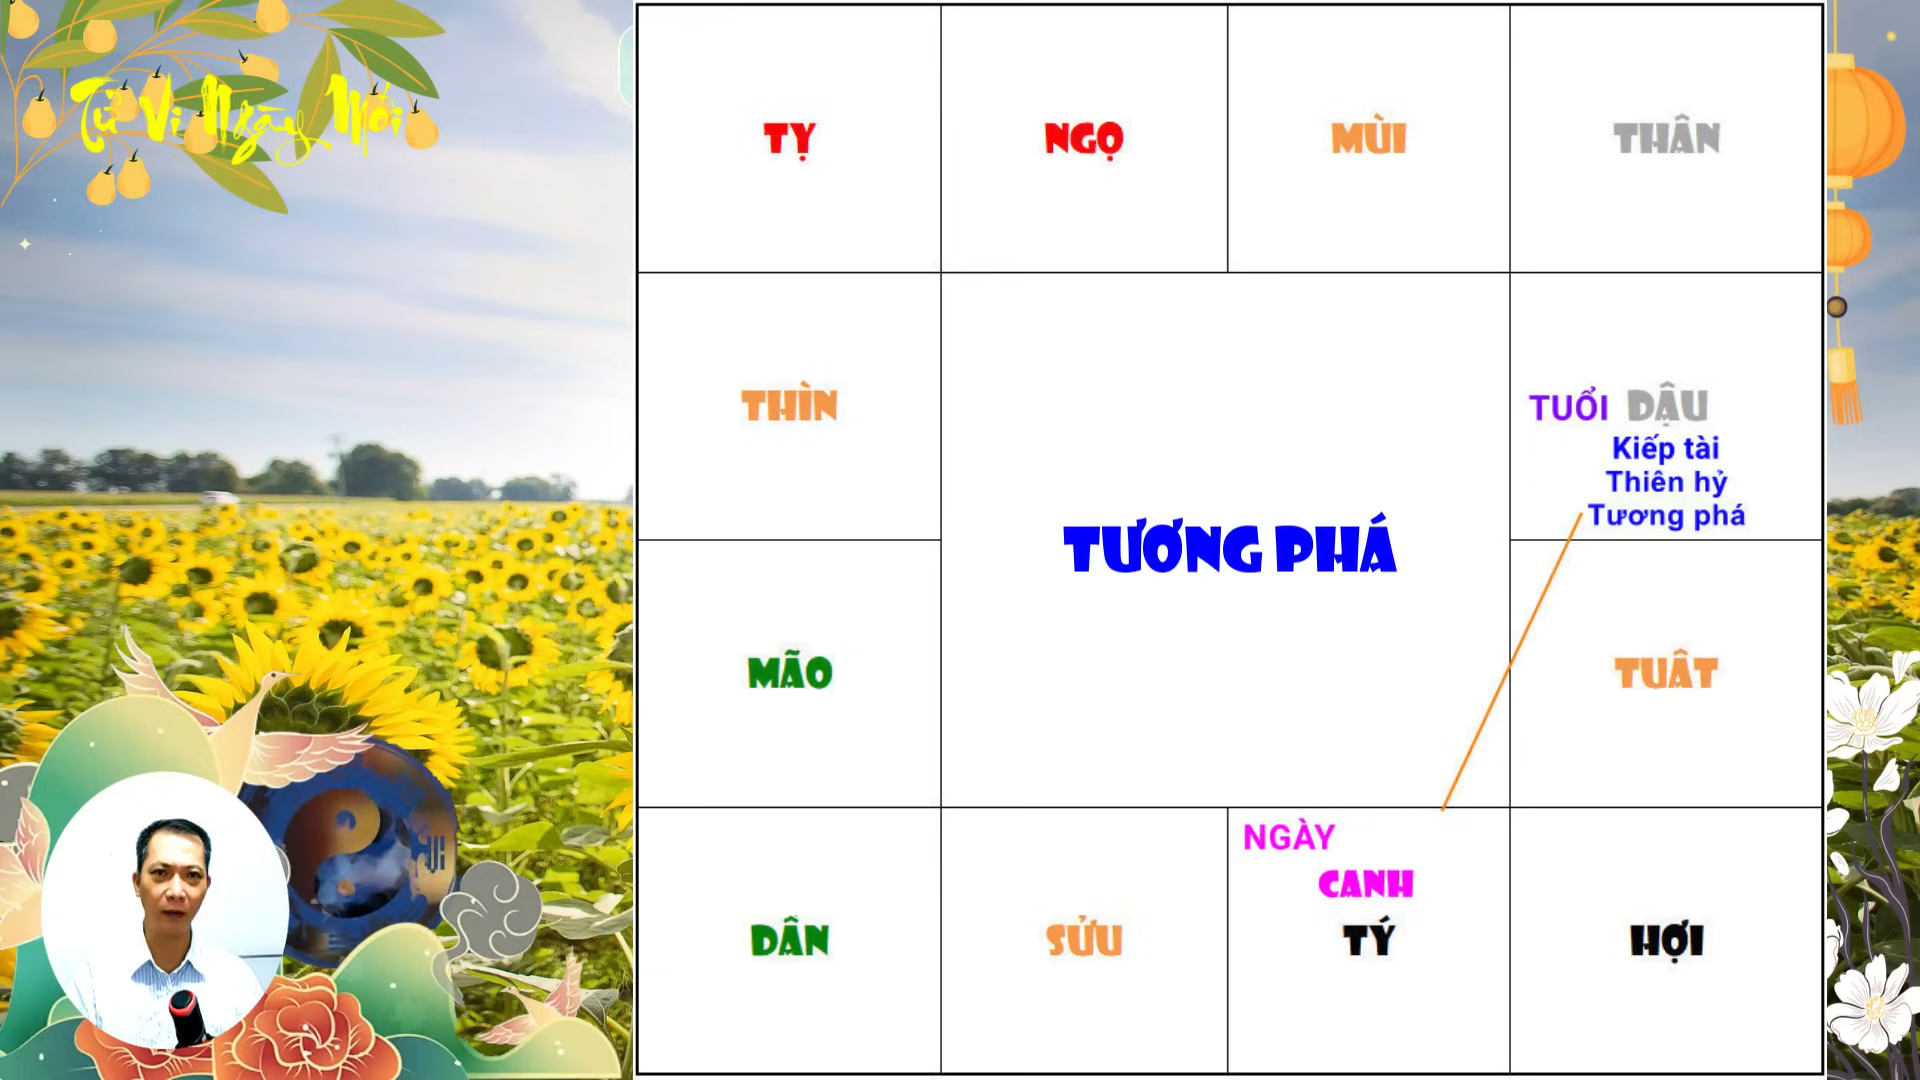 Tử Vi Ngày Mới
TỴ
NGỌ
MÙI
THÂN
THÌN
TUỔI DẬU
Kiếp tài
Thiên hỷ
Tương phá
TƯƠNG PHÁ
MÃO
TUẤT
DẦN
SỬU
NGÀY
CANH
TÝ
HỢI